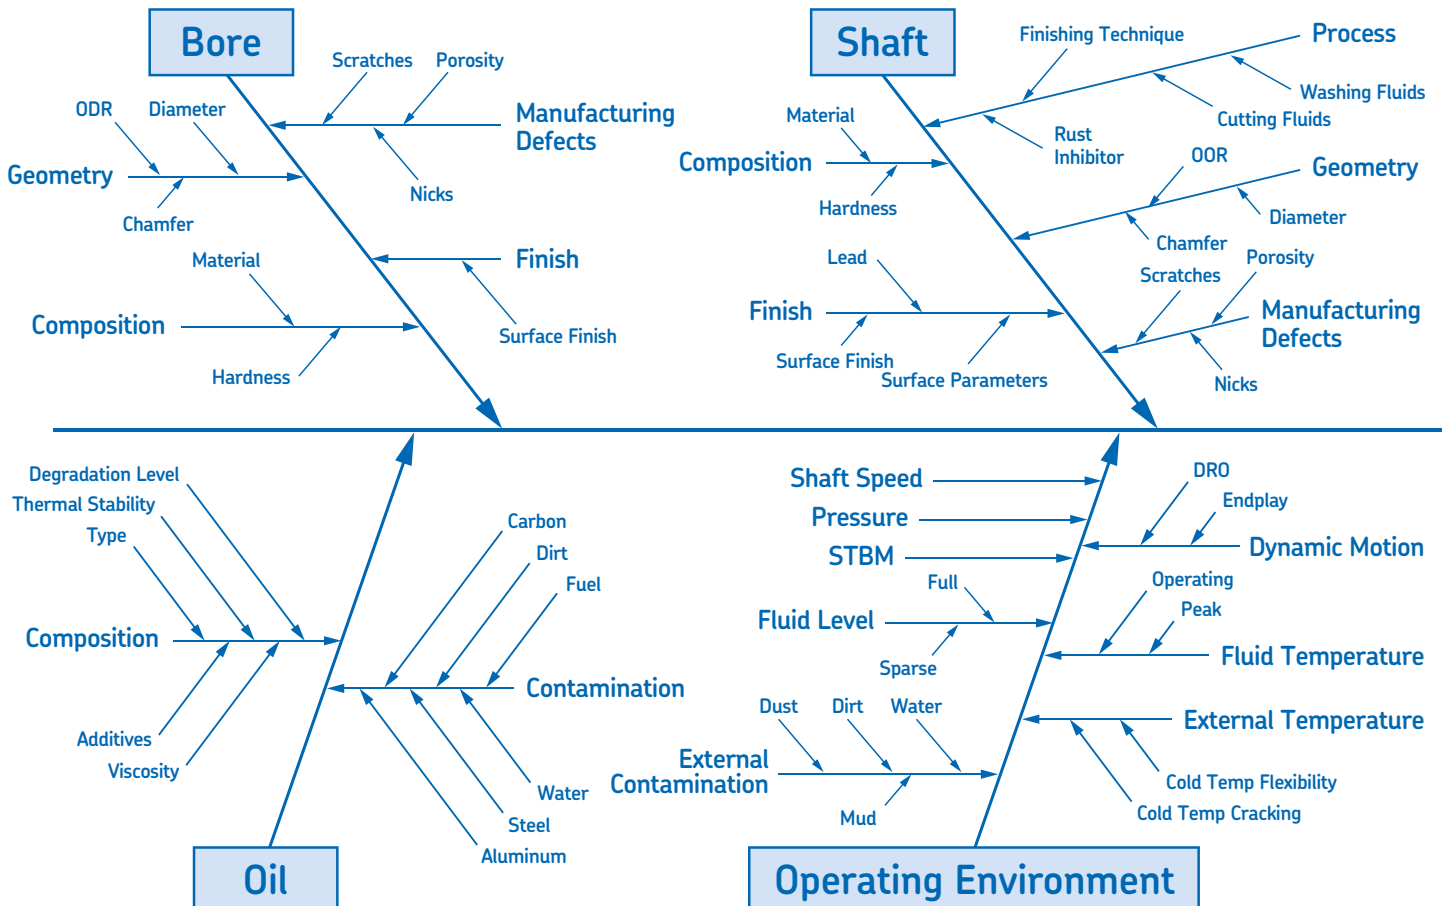 Bore
Scratches
Porosity
ODR
Diameter
Manufacturing
Defects
Geometry
Nicks
Chamfer
Material
Finish
Composition
Surface Finish
Hardness
Shaft
Finishing Technique
Process
Washing Fluids
Material
Cutting Fluids
Rust
Inhibitor
Composition
OOR
Geometry
Hardness
Diameter
Chamfer
Lead
Porosity
Scratches
Finish
Manufacturing
Defects
Surface Finish
Surface Parameters
Nicks
Degradation Level
Thermal Stability
Type
Carbon
Dirt
Fuel
Composition
Contamination
Additives
Viscosity
Water
Steel
Aluminum
Oil
Shaft Speed
DRO
Endplay
Pressure
Dynamic Motion
STBM
Full
Operating
Peak
Fluid Level
Sparse
Fluid Temperature
Dust
Dirt
Water
External Temperature
External
Contamination
Cold Temp Flexibility
Mud
Cold Temp Cracking
Operating Environment